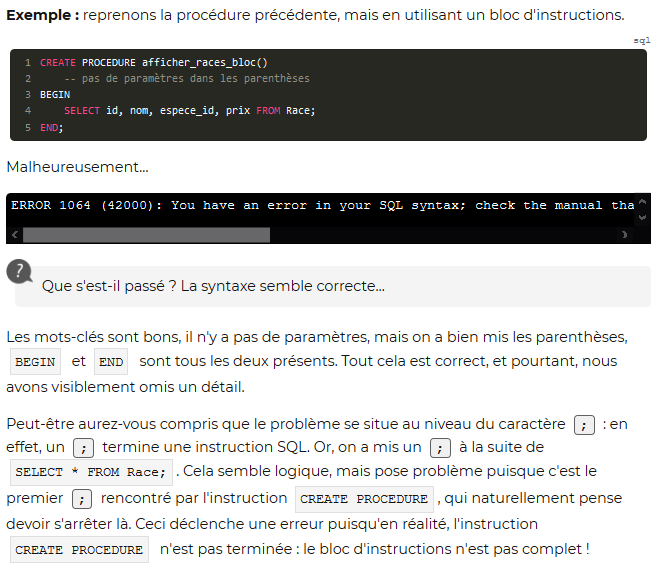 Exemple : reprenons la procédure précédente, mais en utilisant un bloc d'instructions.
sql
1 CREATE PROCEDURE afficher_races_bloc()
2     -- pas de paramètres dans les parenthèses
3 BEGIN
4     SELECT id, nom, espece_id, prix FROM Race;
5 END;
Malheureusement…
ERROR 1064 (42000): You have an error in your SQL syntax; check the manual tha
?
Que s'est-il passé ? La syntaxe semble correcte…
Les mots-clés sont bons, il n'y a pas de paramètres, mais on a bien mis les parenthèses,
BEGIN et END sont tous les deux présents. Tout cela est correct, et pourtant, nous
avons visiblement omis un détail.
Peut-être aurez-vous compris que le problème se situe au niveau du caractère ; : en
effet, un ; termine une instruction SQL. Or, on a mis un ; à la suite de
SELECT * FROM Race; . Cela semble logique, mais pose problème puisque c'est le
premier ; rencontré par l'instruction CREATE PROCEDURE , qui naturellement pense
devoir s'arrêter là. Ceci déclenche une erreur puisqu'en réalité, l'instruction
CREATE PROCEDURE n'est pas terminée : le bloc d'instructions n'est pas complet !